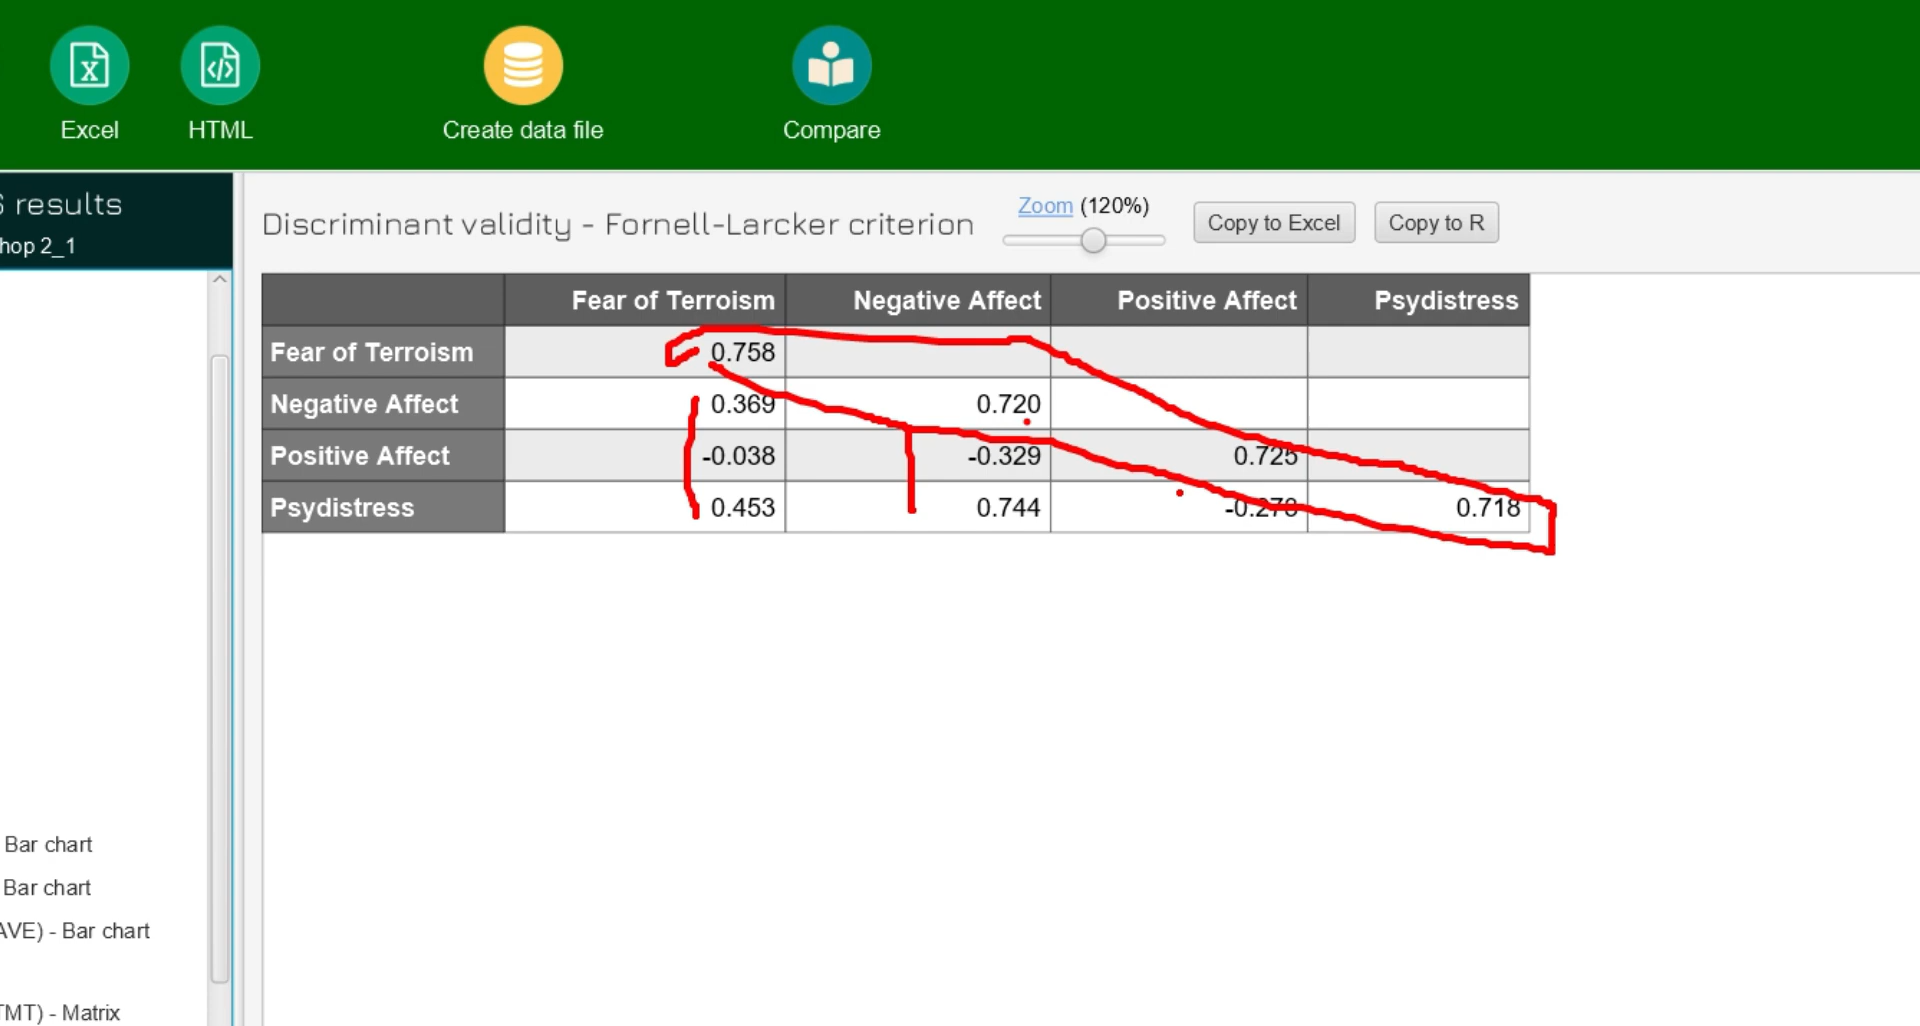 Excel HTML Create data file Compare
results
hop 2_1
Discriminant validity - Fornell-Larcker criterion Zoom (120%) Copy to Excel Copy to R
Fear of Terroism Negative Affect Positive Affect Psydistress
Fear of Terroism 0.758
Negative Affect 0.369 0.720
Positive Affect -0.038 -0.329 0.725
Psydistress 0.453 0.744 0.718
Bar chart
Bar chart
AVE) - Bar chart
TMT) - Matrix